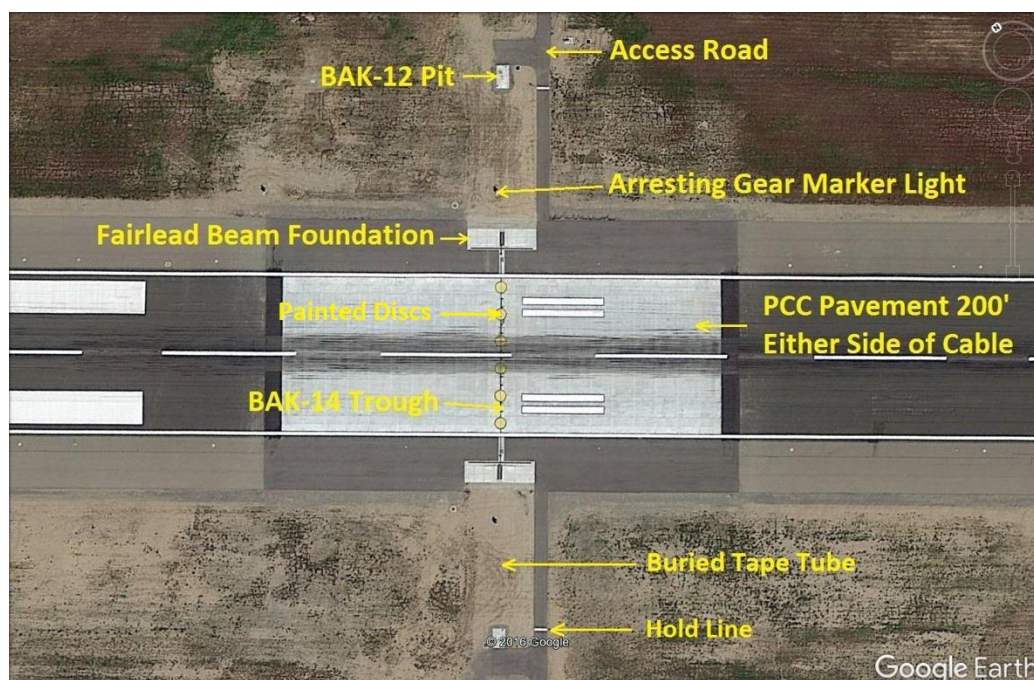 Access Road
BAK-12 Pit
Arresting Gear Marker Light
Fairlead Beam Foundation
Painted Discs
PCC Pavement 200'
Either Side of Cable
BAK-14 Trough
Buried Tape Tube
Hold Line
© 2016 Google
Google Earth
N